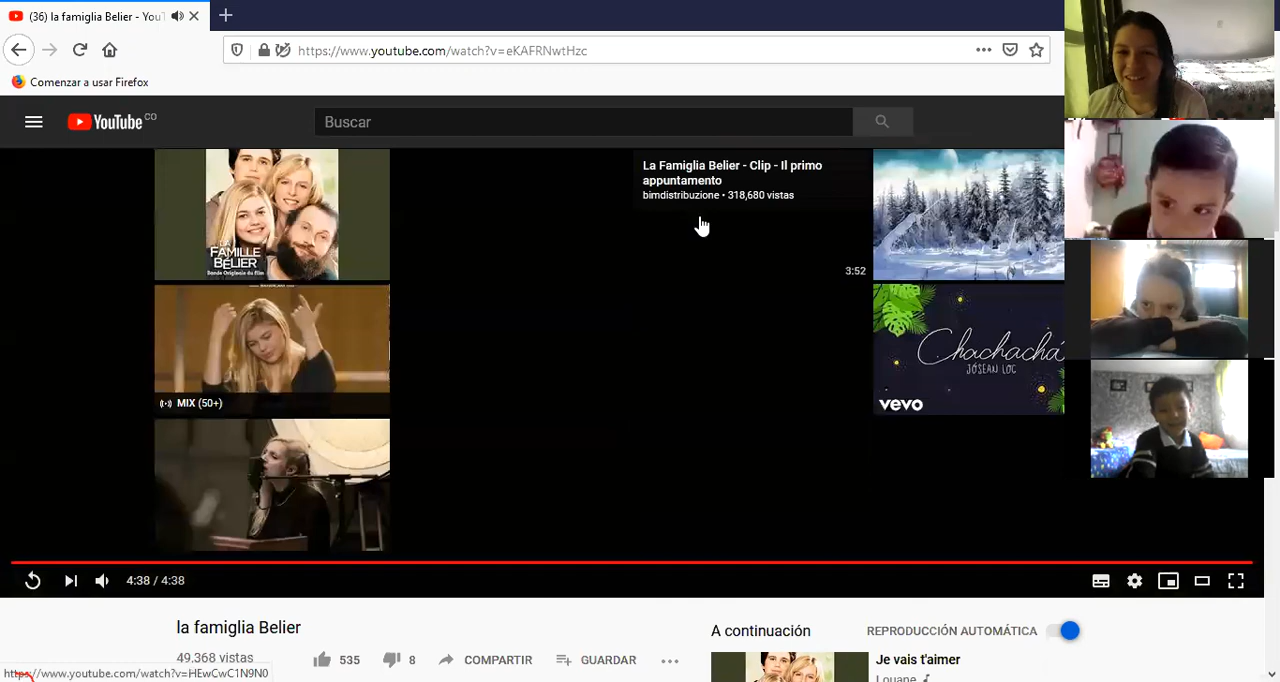 (36) la famiglia Belier - YouT
https://www.youtube.com/watch?v=eKAFRNwtHzc
Comenzar a usar Firefox
YouTube CO
Buscar
La Famiglia Belier - Clip - Il primo
appuntamento
bimdistribuzione • 318,680 vistas
LA
FAMILLE
BÉLIER
Bande Originale du film
3:52
MIX (50+)
Chachachá
JÓSEAN LOG
vevo
4:38 / 4:38
la famiglia Belier
49,368 vistas
535
8
COMPARTIR
GUARDAR
A continuación
REPRODUCCIÓN AUTOMÁTICA
Je vais t'aimer
Louane
https://www.youtube.com/watch?v=HEwCwC1N9N0